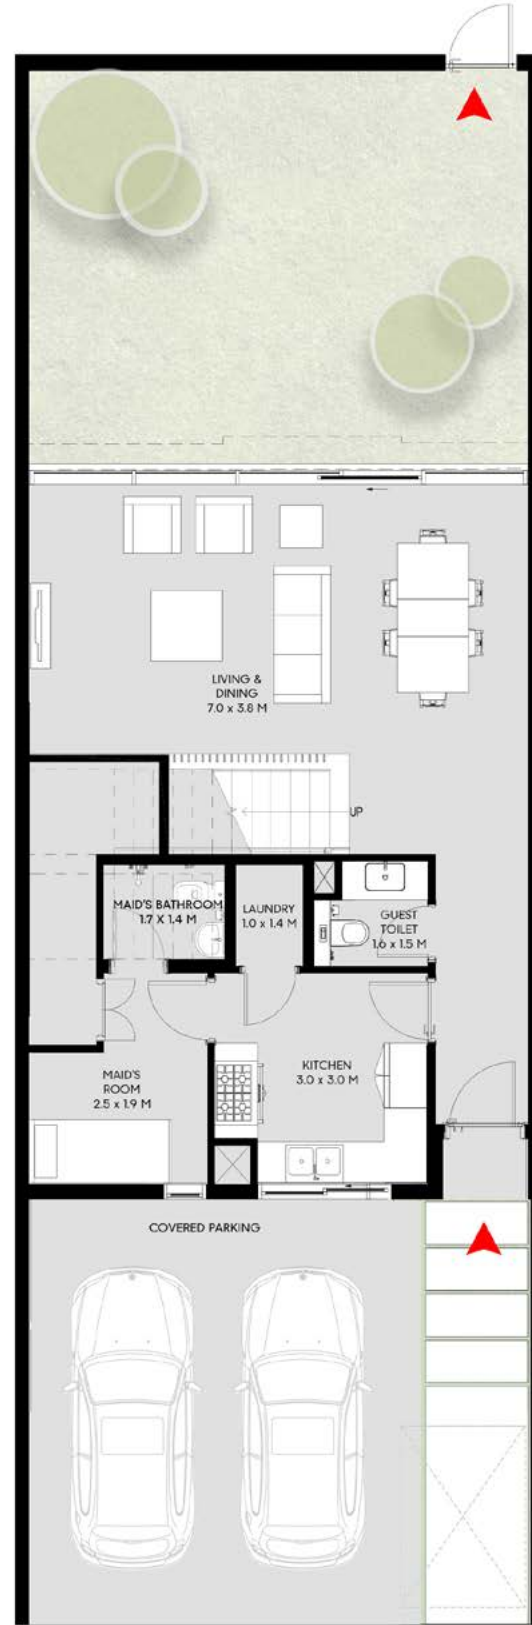 LIVING &
DINING
7.0 x 3.8 M
UP
MAID'S BATHROOM
1.7 X 1.4 M
LAUNDRY
1.0 x 1.4 M
GUEST
TOILET
1.6 x 1.5 M
MAID'S
ROOM
2.5 x 1.9 M
KITCHEN
3.0 x 3.0 M
COVERED PARKING